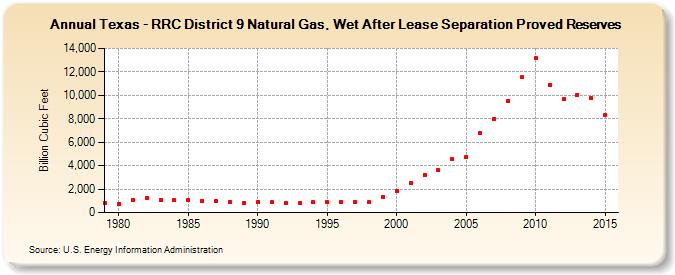 Annual Texas - RRC District 9 Natural Gas, Wet After Lease Separation Proved Reserves
Billion Cubic Feet
14,000
12,000
10,000
8,000
6,000
4,000
2,000
0
1980 1985 1990 1995 2000 2005 2010 2015
Source: U.S. Energy Information Administration